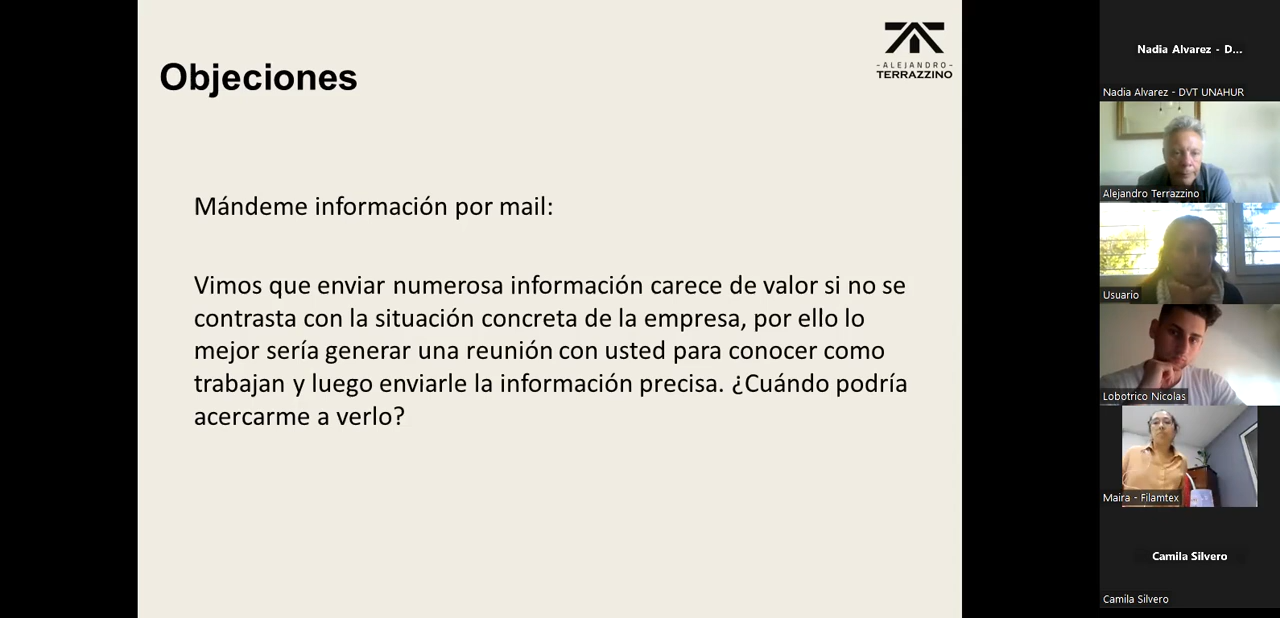 Objeciones
-ALEJANDRO-
TERRAZZINO
Mándeme información por mail:
Vimos que enviar numerosa información carece de valor si no se
contrasta con la situación concreta de la empresa, por ello lo
mejor sería generar una reunión con usted para conocer como
trabajan y luego enviarle la información precisa. ¿Cuándo podría
acercarme a verlo?
Nadia Alvarez - D...
Nadia Alvarez - DVT UNAHUR
Alejandro Terrazzino
Usuario
Lobotrico Nicolas
Maira - Filamtex
Camila Silvero
Camila Silvero